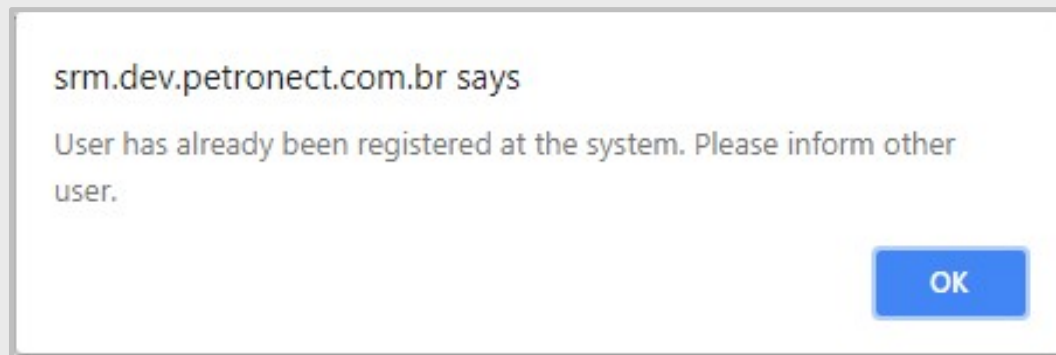 srm.dev.petronect.com.br says
User has already been registered at the system. Please inform other
user.
OK